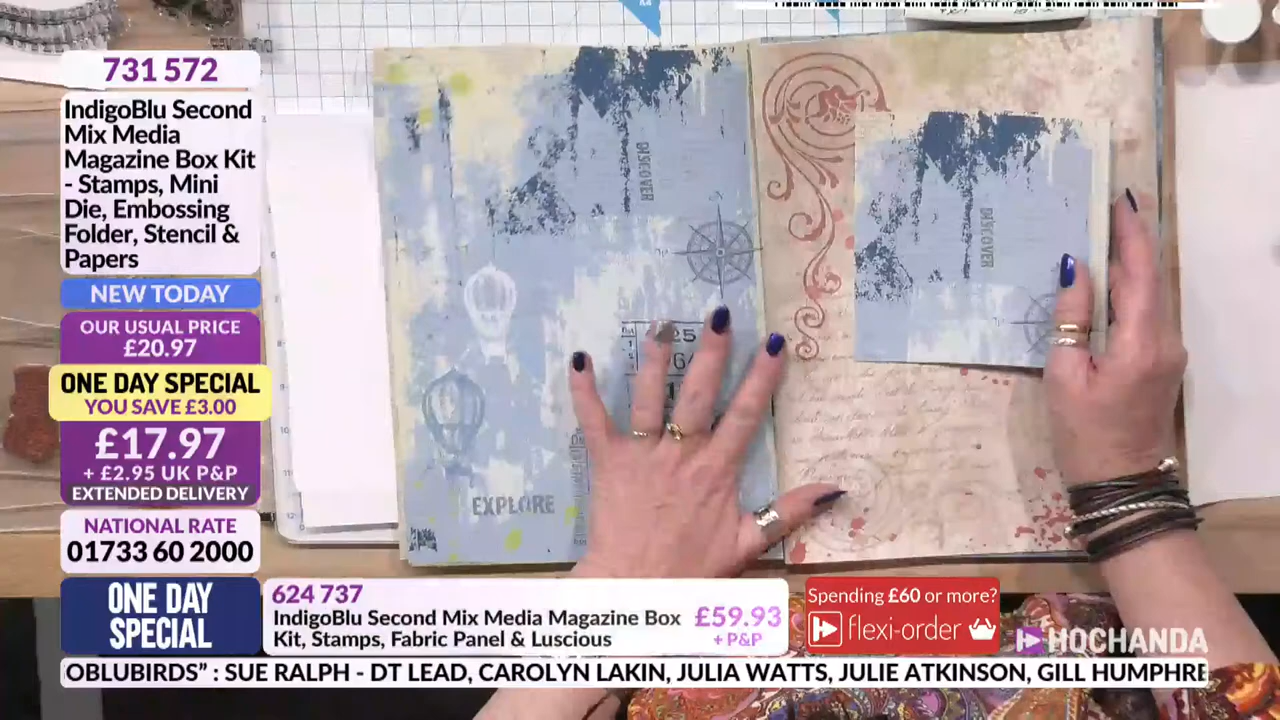 731 572
IndigoBlu Second
Mix Media
Magazine Box Kit
- Stamps, Mini
Die, Embossing
Folder, Stencil &
Papers
NEW TODAY
OUR USUAL PRICE
£20.97
ONE DAY SPECIAL
YOU SAVE £3.00
£17.97
+ £2.95 UK P&P
EXTENDED DELIVERY
NATIONAL RATE
01733 60 2000
ONE DAY
SPECIAL
624 737
IndigoBlu Second Mix Media Magazine Box
Kit, Stamps, Fabric Panel & Luscious
£59.93
+ P&P
Spending £60 or more?
flexi-order
HOCHANDA
OBLUBIRDS” : SUE RALPH - DT LEAD, CAROLYN LAKIN, JULIA WATTS, JULIE ATKINSON, GILL HUMPHRE
DISCOVER
EXPLORE
DISCOVER